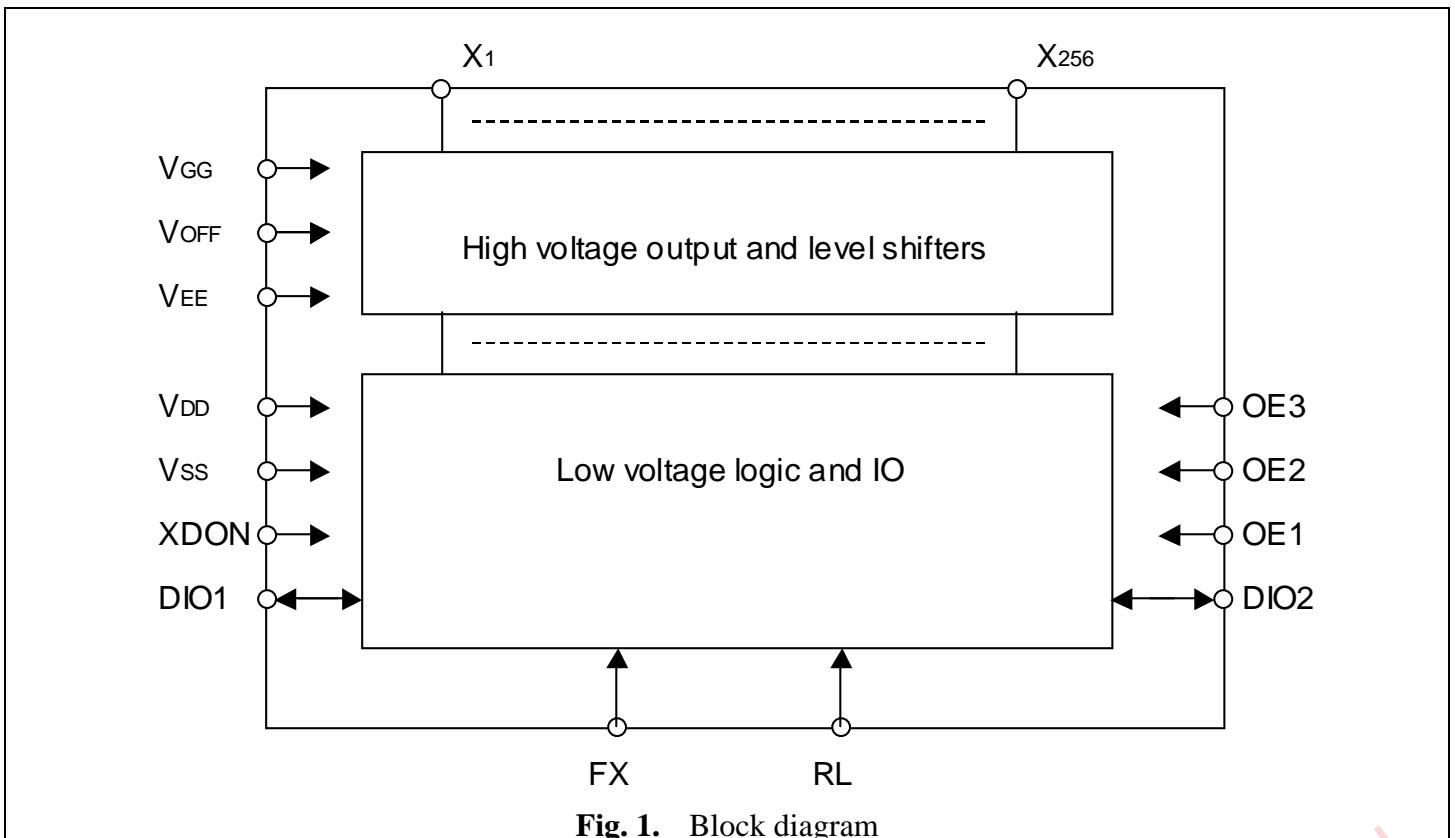 X1 X256
VGG
VOFF
High voltage output and level shifters
VEE
VDD OE3
VSS Low voltage logic and IO OE2
XDON OE1
DIO1 DIO2
FX RL
Fig. 1. Block diagram